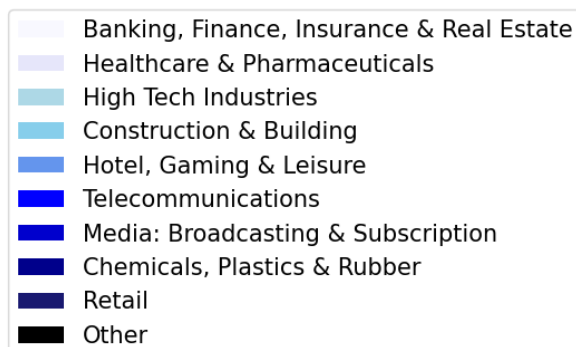 Banking, Finance, Insurance & Real Estate
Healthcare & Pharmaceuticals
High Tech Industries
Construction & Building
Hotel, Gaming & Leisure
Telecommunications
Media: Broadcasting & Subscription
Chemicals, Plastics & Rubber
Retail
Other